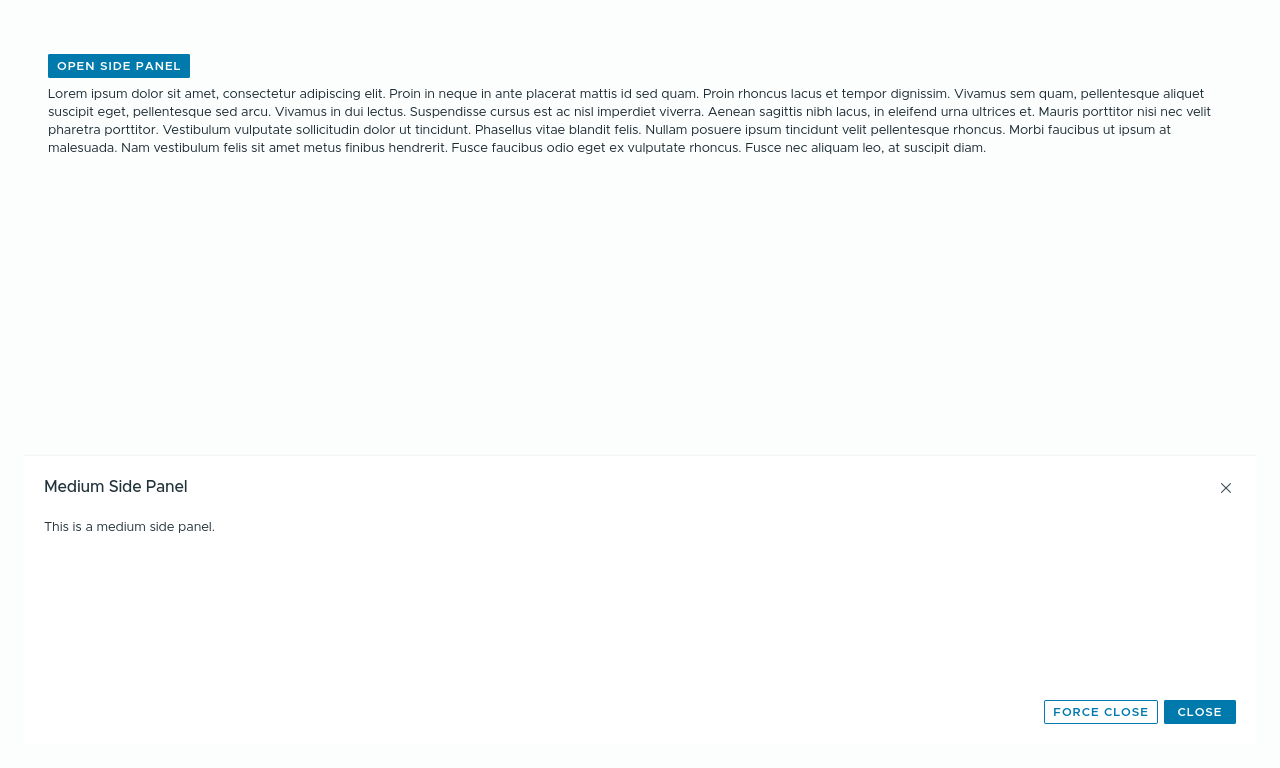 OPEN SIDE PANEL
Lorem ipsum dolor sit amet, consectetur adipiscing elit. Proin in neque in ante placerat mattis id sed quam. Proin rhoncus lacus et tempor dignissim. Vivamus sem quam, pellentesque aliquet
suscipit eget, pellentesque sed arcu. Vivamus in dui lectus. Suspendisse cursus est ac nisl imperdiet viverra. Aenean sagittis nibh lacus, in eleifend urna ultrices et. Mauris porttitor nisi nec velit
pharetra porttitor. Vestibulum vulputate sollicitudin dolor ut tincidunt. Phasellus vitae blandit felis. Nullam posuere ipsum tincidunt velit pellentesque rhoncus. Morbi faucibus ut ipsum at
malesuada. Nam vestibulum felis sit amet metus finibus hendrerit. Fusce faucibus odio eget ex vulputate rhoncus. Fusce nec aliquam leo, at suscipit diam.
Medium Side Panel
This is a medium side panel.
FORCE CLOSE
CLOSE